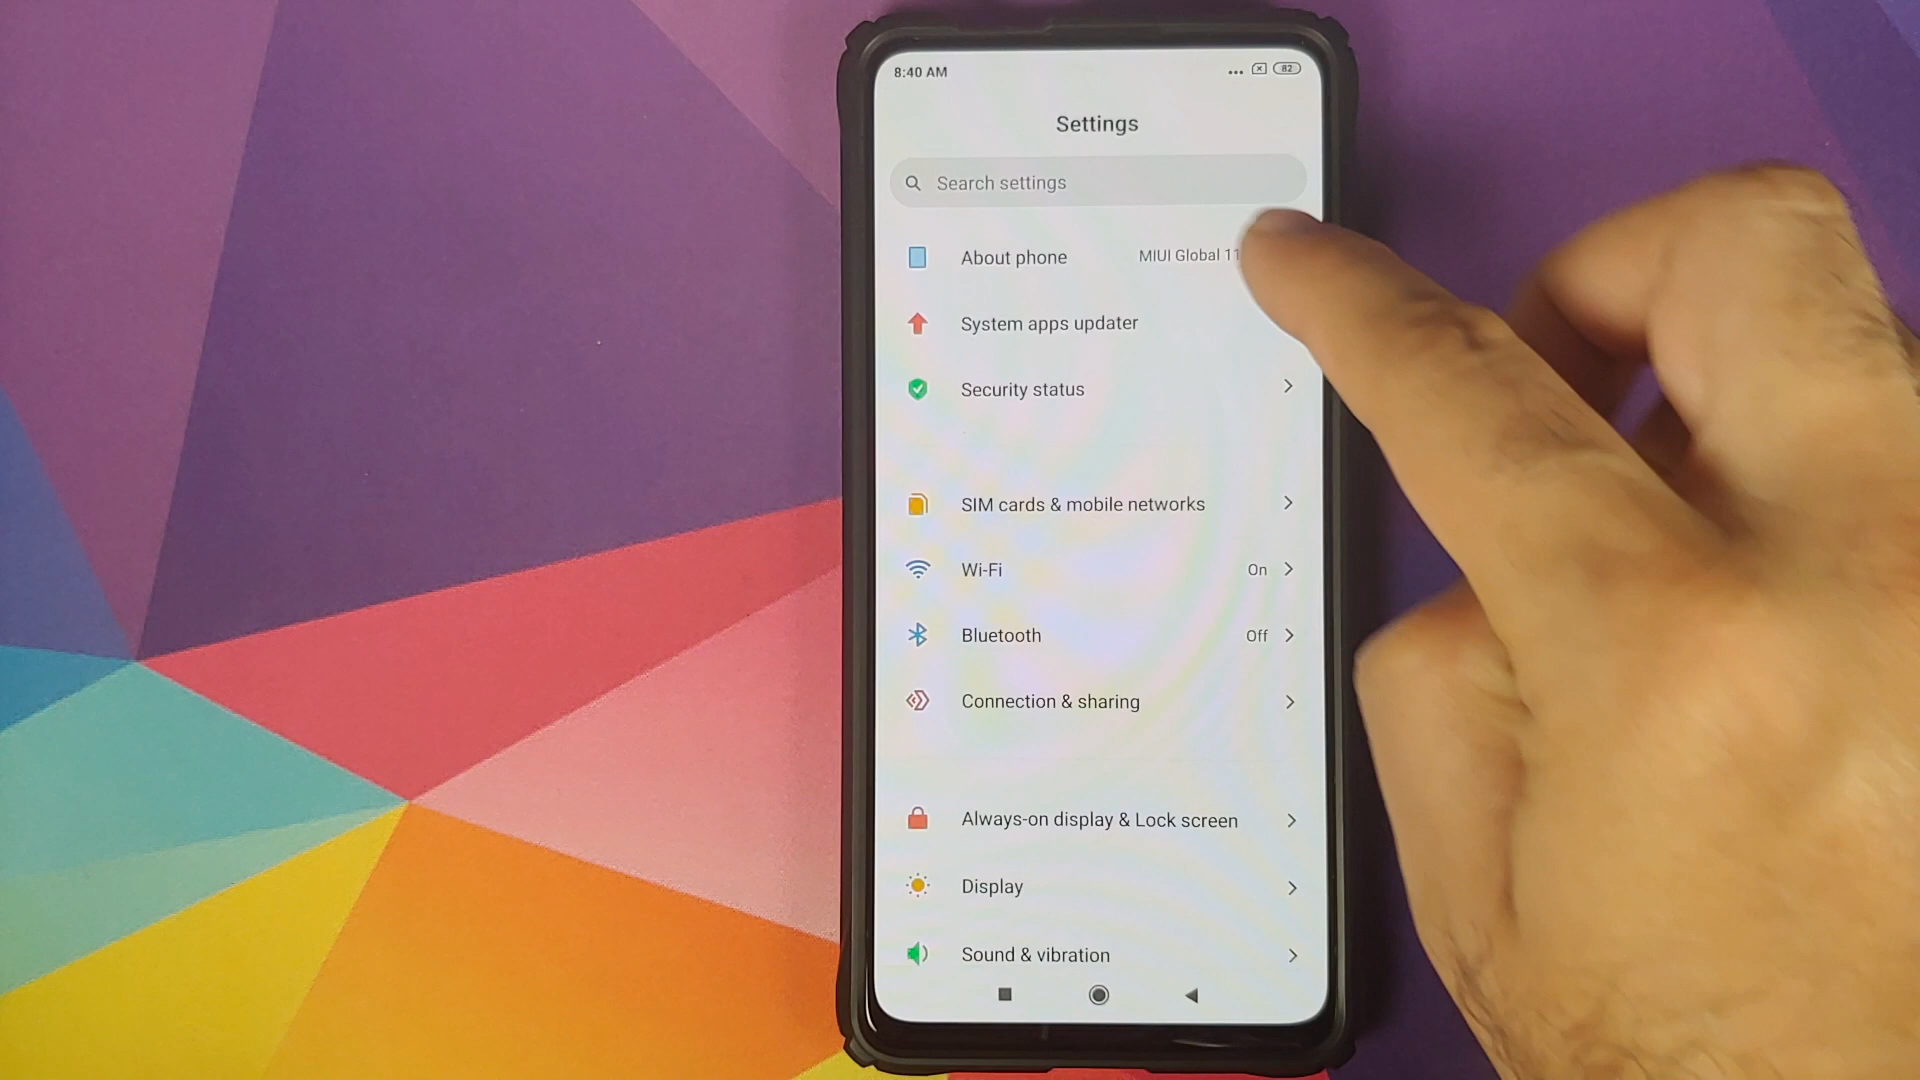 8:40 AM
82
Settings
Search settings
About phone
MIUI Global 11
System apps updater
Security status
SIM cards & mobile networks
Wi-Fi
On
Bluetooth
Off
Connection & sharing
Always-on display & Lock screen
Display
Sound & vibration